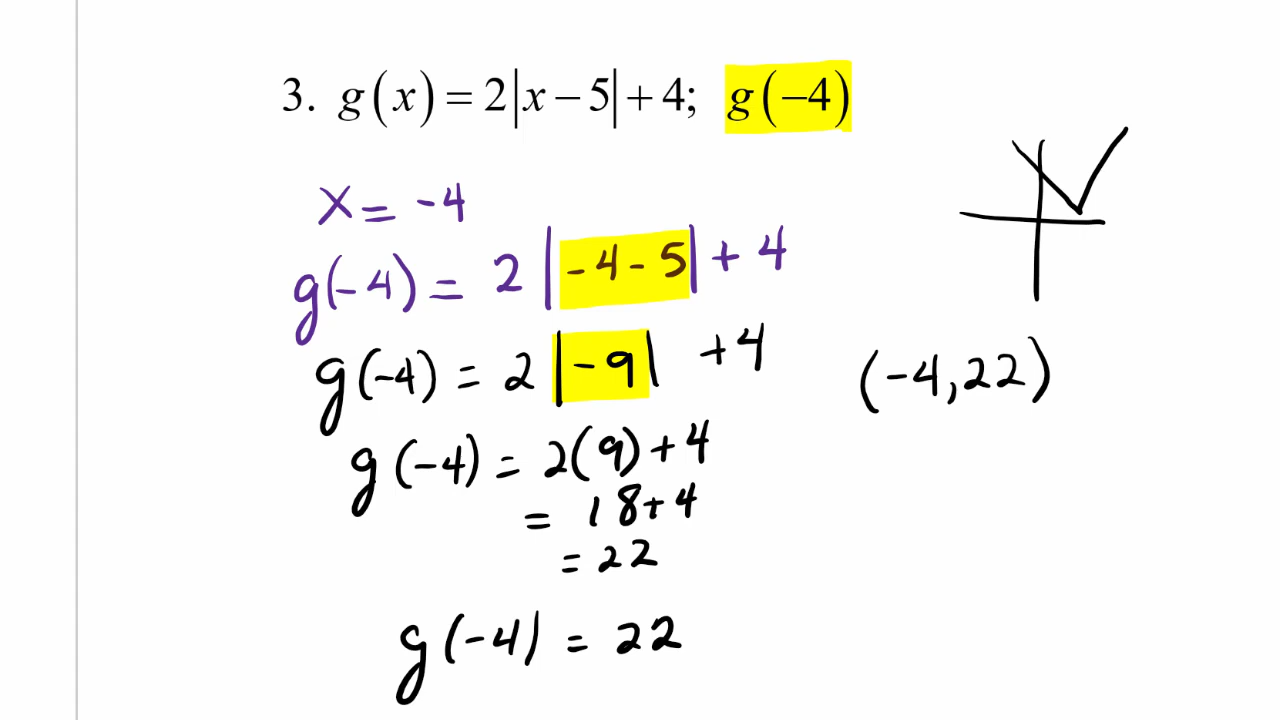 3. g(x) = 2|x − 5| + 4; g(−4)
x = -4
g(-4) = 2 |-4-5| + 4
g(-4) = 2 |-9| +4
(-4,22)
g(-4) = 2(9)+4
= 18+4
= 22
g(-4) = 22